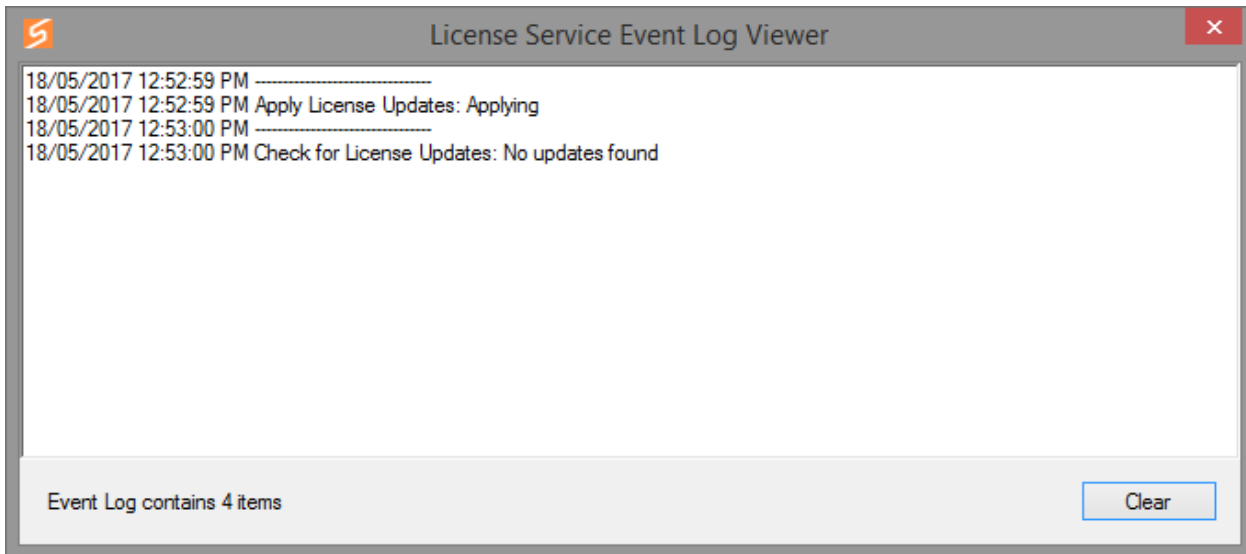 License Service Event Log Viewer
18/05/2017 12:52:59 PM --------------------------------
18/05/2017 12:52:59 PM Apply License Updates: Applying
18/05/2017 12:53:00 PM --------------------------------
18/05/2017 12:53:00 PM Check for License Updates: No updates found
Event Log contains 4 items
Clear